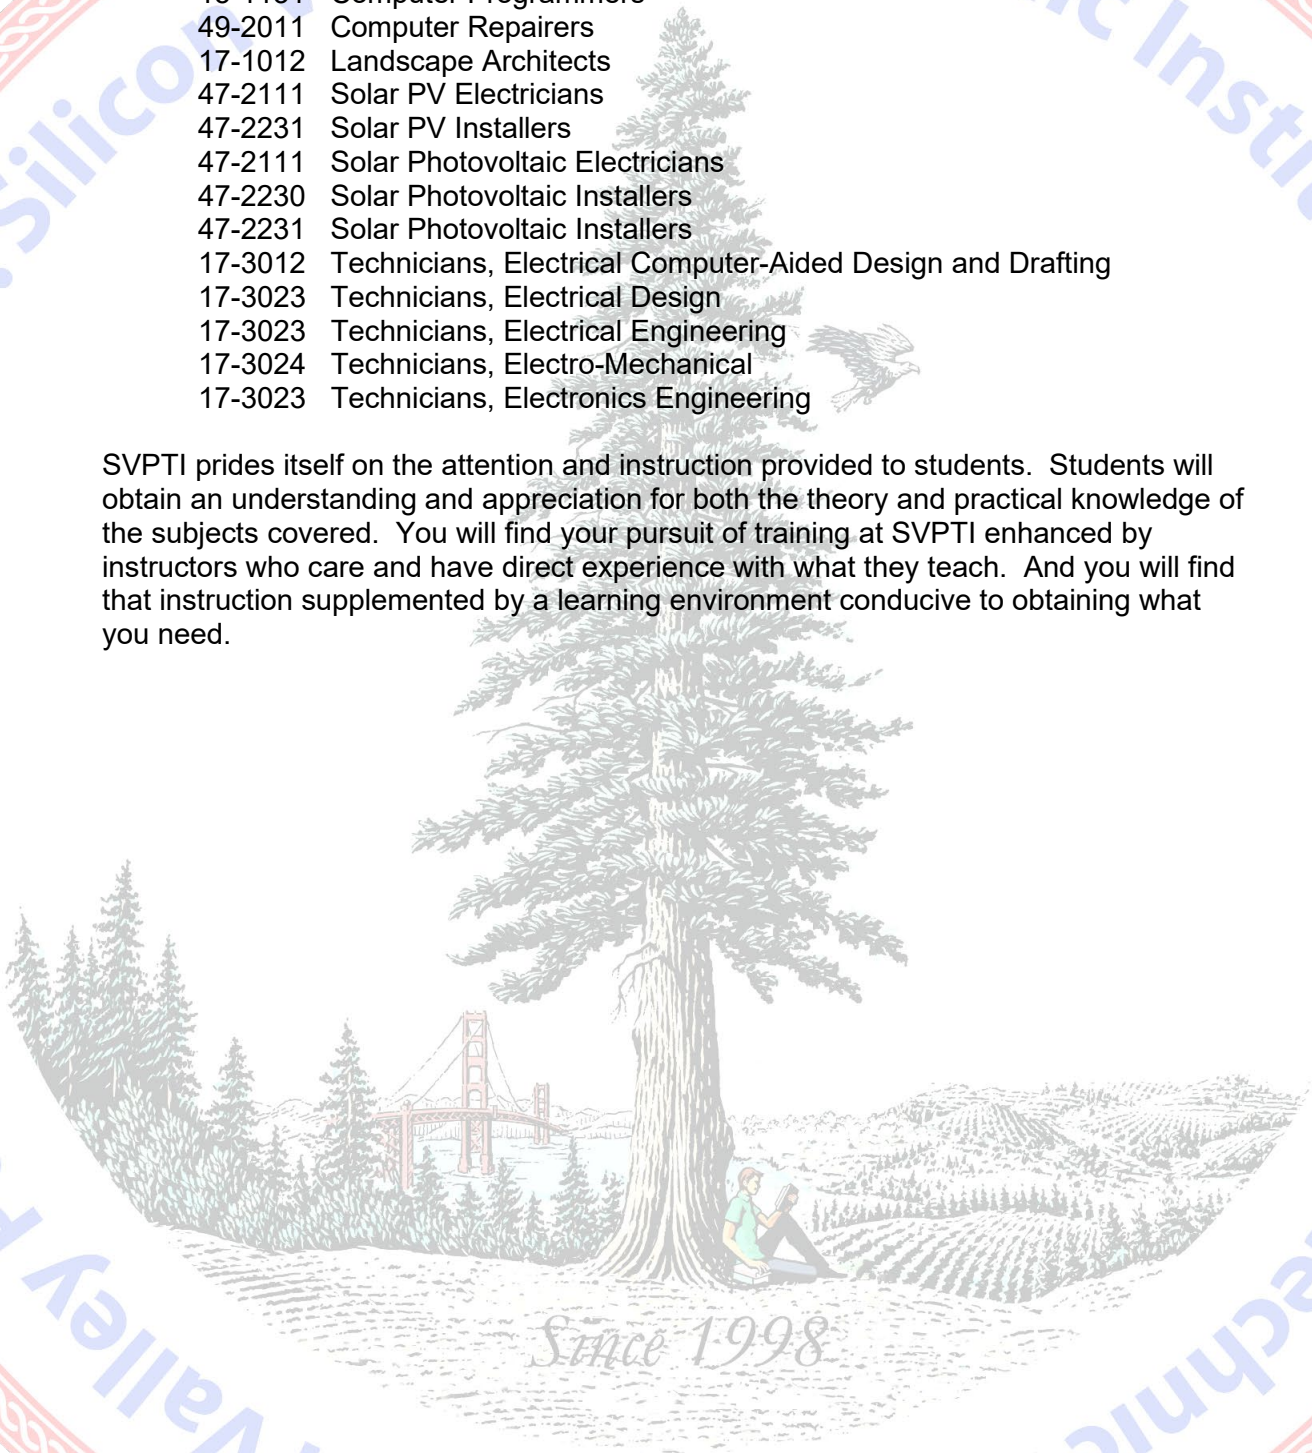 Computer Programmers
49-2011 Computer Repairers
17-1012 Landscape Architects
47-2111 Solar PV Electricians
47-2231 Solar PV Installers
47-2111 Solar Photovoltaic Electricians
47-2230 Solar Photovoltaic Installers
47-2231 Solar Photovoltaic Installers
17-3012 Technicians, Electrical Computer-Aided Design and Drafting
17-3023 Technicians, Electrical Design
17-3023 Technicians, Electrical Engineering
17-3024 Technicians, Electro-Mechanical
17-3023 Technicians, Electronics Engineering
SVPTI prides itself on the attention and instruction provided to students. Students will
obtain an understanding and appreciation for both the theory and practical knowledge of
the subjects covered. You will find your pursuit of training at SVPTI enhanced by
instructors who care and have direct experience with what they teach. And you will find
that instruction supplemented by a learning environment conducive to obtaining what
you need.
Since 1998
Silicon
Valley